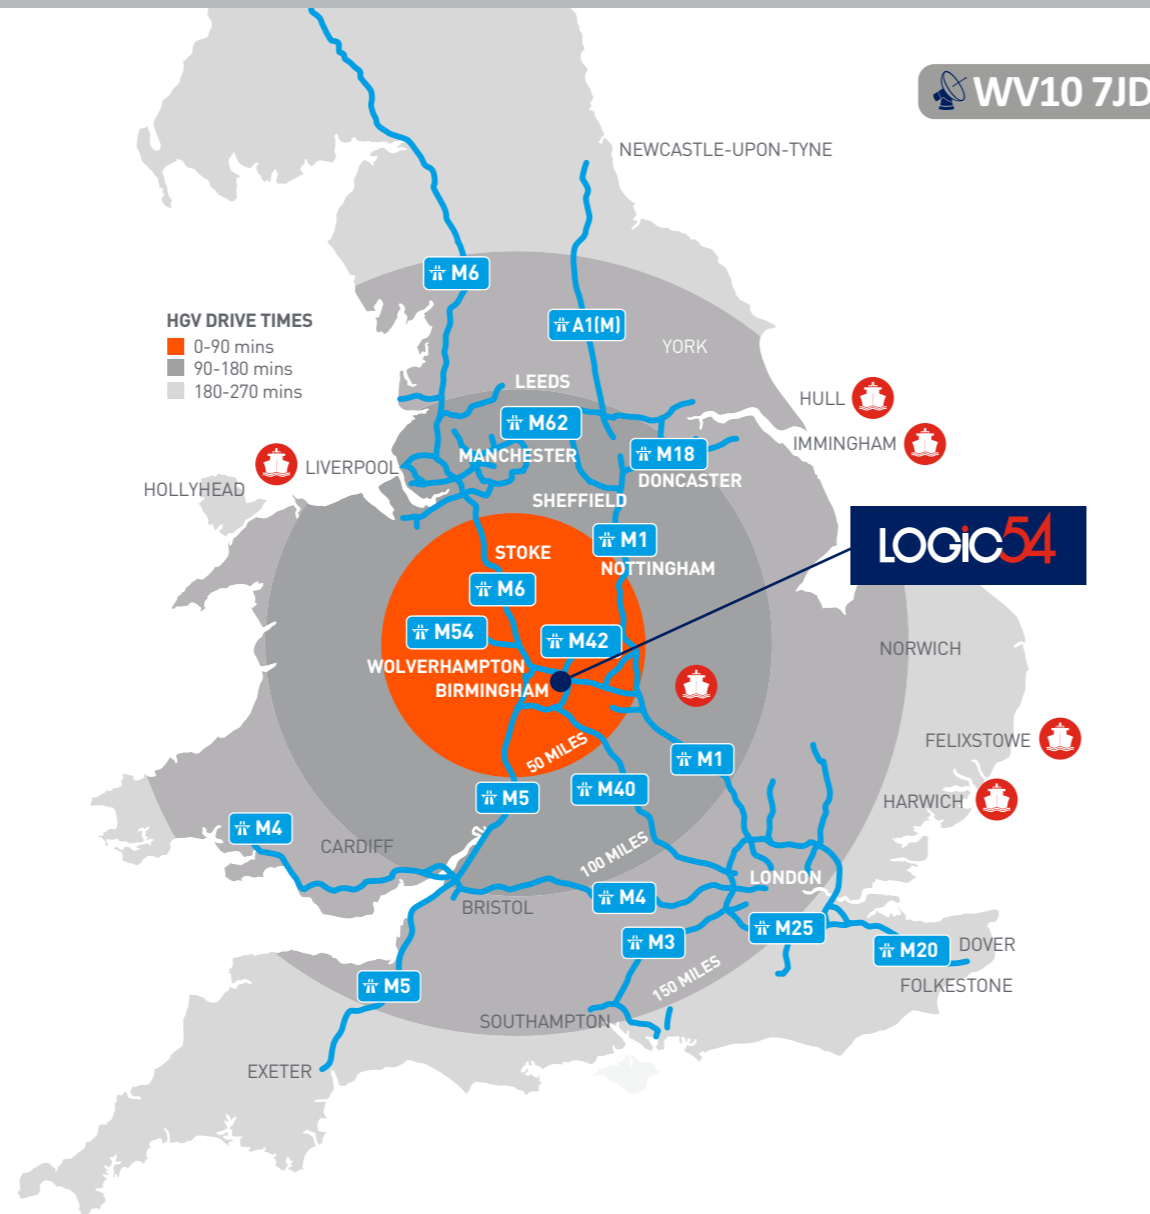 WV10 7JD
NEWCASTLE-UPON-TYNE
M6
A1(M)
HGV DRIVE TIMES
0-90 mins
90-180 mins
180-270 mins
YORK
LEEDS
HULL
M62
IMMINGHAM
MANCHESTER
M18
LIVERPOOL
DONCASTER
HOLLYHEAD
SHEFFIELD
LOGiC54
M1
STOKE
NOTTINGHAM
M6
M54
M42
NORWICH
WOLVERHAMPTON
BIRMINGHAM
FELIXSTOWE
50 MILES
M1
M40
M5
HARWICH
M4
CARDIFF
100 MILES
LONDON
M4
BRISTOL
M25
M3
M20
DOVER
150 MILES
M5
FOLKESTONE
SOUTHAMPTON
EXETER